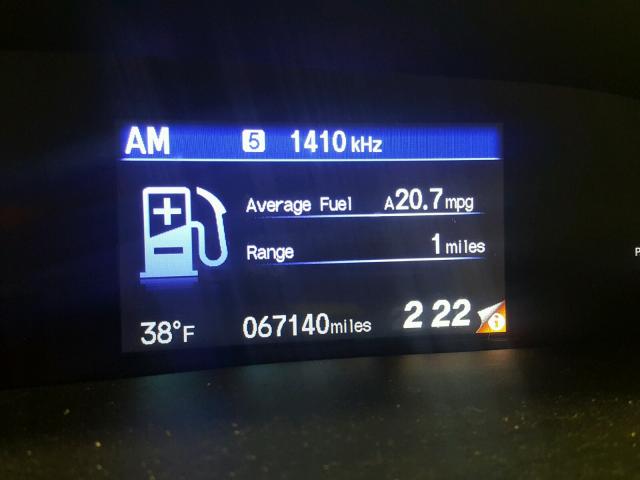 AM 5 1410 kHz
Average Fuel A20.7 mpg
Range 1 miles
38°F 067140 miles 2 22 i
P